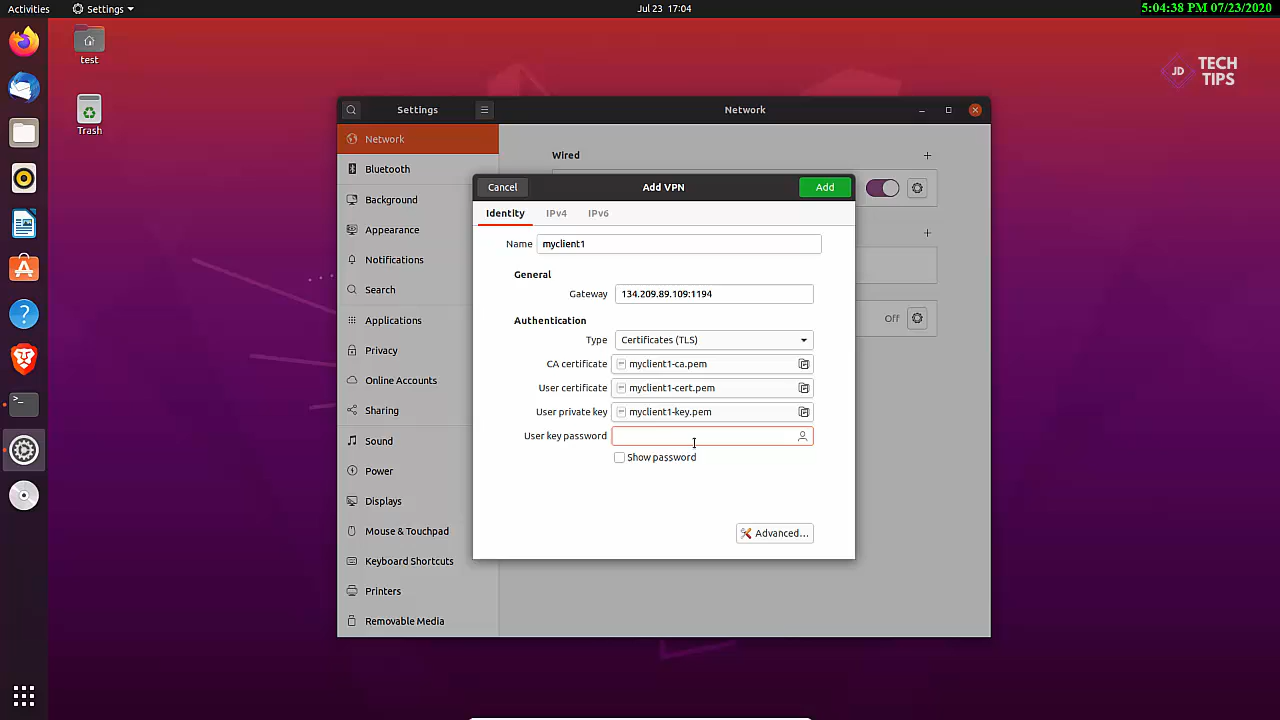 Activities
Settings
Jul 23 17:04
5:04:38 PM 07/23/2020
test
Trash
JD
TECH
TIPS
Settings
Network
Network
Bluetooth
Background
Appearance
Notifications
Search
Applications
Privacy
Online Accounts
Sharing
Sound
Power
Displays
Mouse & Touchpad
Keyboard Shortcuts
Printers
Removable Media
Wired
Off
Cancel
Add VPN
Add
Identity
IPv4
IPv6
Name
myclient1
General
Gateway
134.209.89.109:1194
Authentication
Type
Certificates (TLS)
CA certificate
myclient1-ca.pem
User certificate
myclient1-cert.pem
User private key
myclient1-key.pem
User key password
Show password
Advanced...